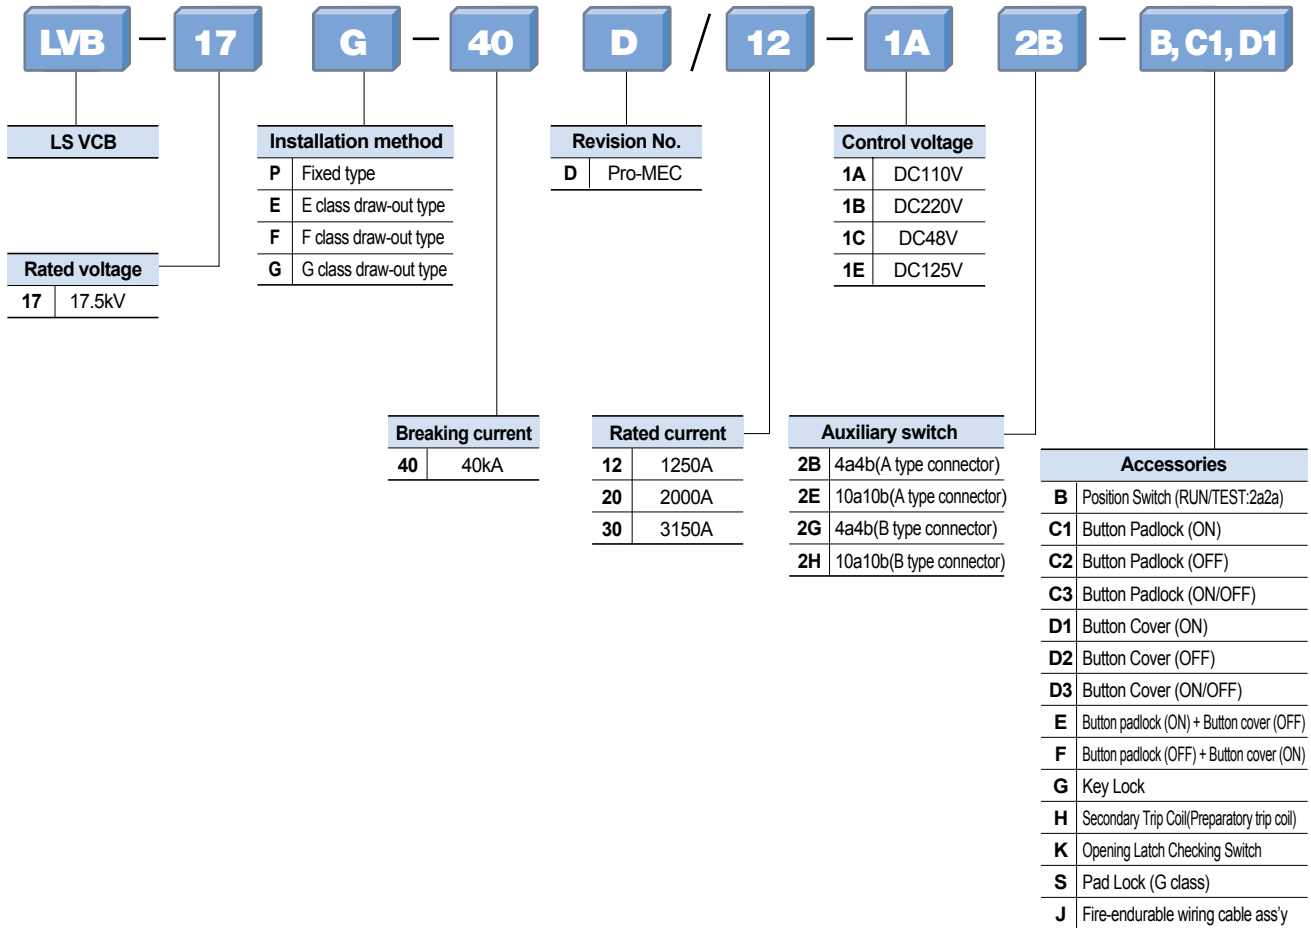 LVB – 17 G – 40 D / 12 – 1A 2B – B, C1, D1
LS VCB
Rated voltage
17 17.5kV
Installation method
P Fixed type
E E class draw-out type
F F class draw-out type
G G class draw-out type
Breaking current
40 40kA
Revision No.
D Pro-MEC
Rated current
12 1250A
20 2000A
30 3150A
Control voltage
1A DC110V
1B DC220V
1C DC48V
1E DC125V
Auxiliary switch
2B 4a4b(A type connector)
2E 10a10b(A type connector)
2G 4a4b(B type connector)
2H 10a10b(B type connector)
Accessories
B Position Switch (RUN/TEST:2a2a)
C1 Button Padlock (ON)
C2 Button Padlock (OFF)
C3 Button Padlock (ON/OFF)
D1 Button Cover (ON)
D2 Button Cover (OFF)
D3 Button Cover (ON/OFF)
E Button padlock (ON) + Button cover (OFF)
F Button padlock (OFF) + Button cover (ON)
G Key Lock
H Secondary Trip Coil(Preparatory trip coil)
K Opening Latch Checking Switch
S Pad Lock (G class)
J Fire-endurable wiring cable ass'y